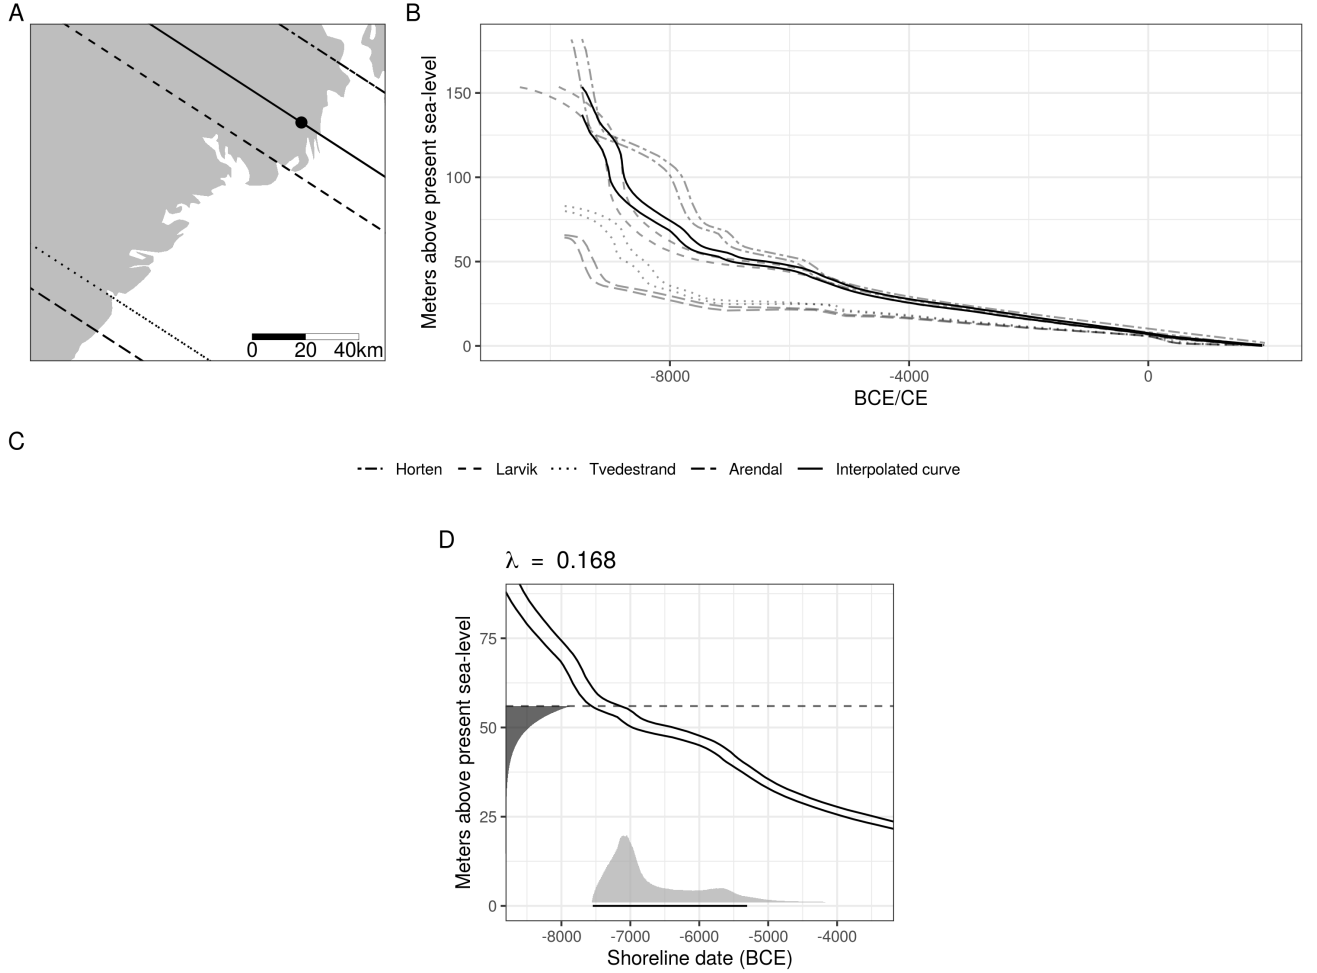 A
0 20 40km
B
Meters above present sea-level
150
100
50
0
-8000 -4000 0
BCE/CE
C
Horten Larvik Tvedestrand Arendal Interpolated curve
D
λ = 0.168
Meters above present sea-level
75
50
25
0
-8000 -7000 -6000 -5000 -4000
Shoreline date (BCE)